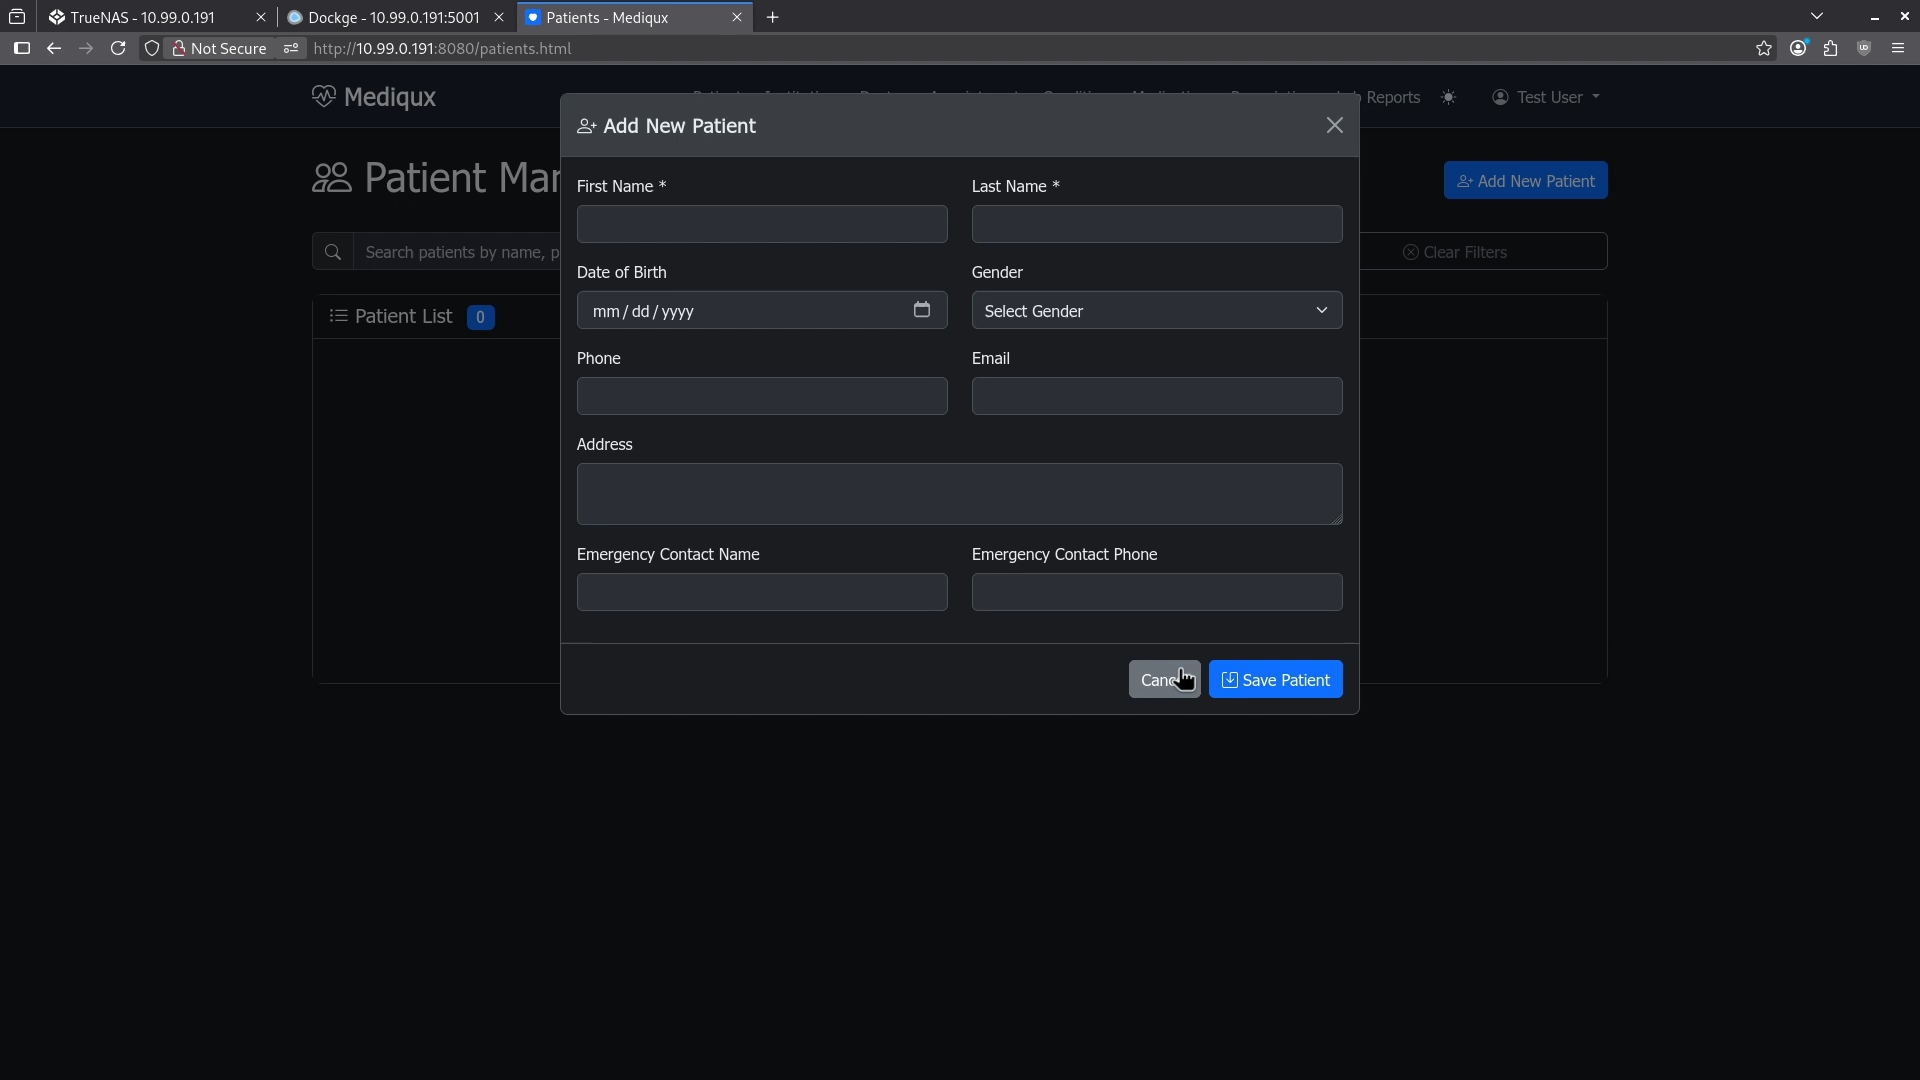 TrueNAS - 10.99.0.191
Dockge - 10.99.0.191:5001
Patients - Mediqux
Not Secure
http://10.99.0.191:8080/patients.html
Mediqux
Reports
Test User
Add New Patient
Patient
Add New Patient
First Name *
Last Name *
Search patients by name,
Clear Filters
Date of Birth
Gender
mm/dd/yyyy
Select Gender
Patient List 0
Phone
Email
Address
Emergency Contact Name
Emergency Contact Phone
Save Patient